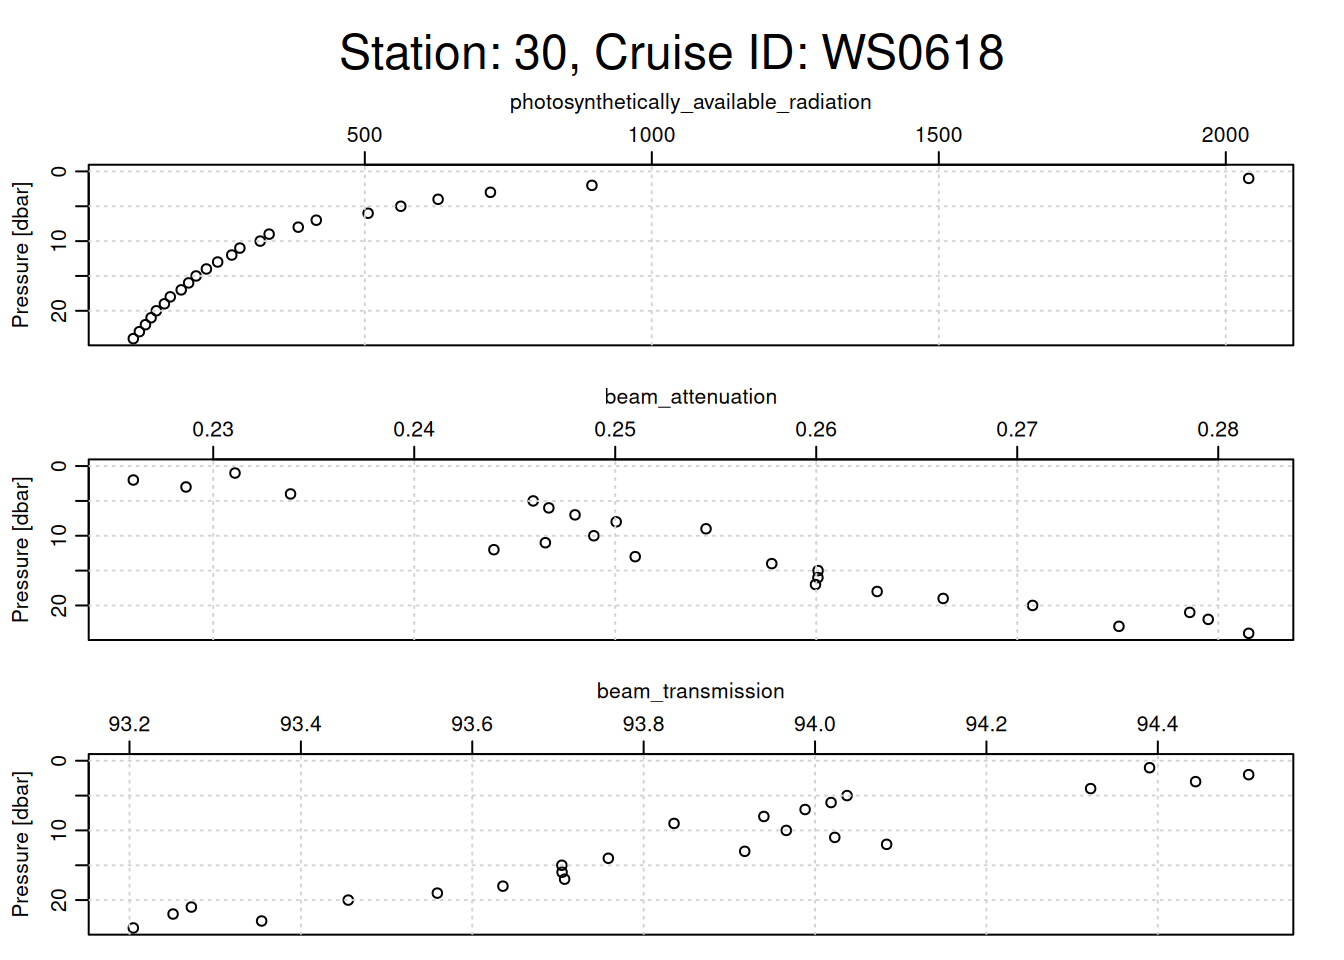 Station: 30, Cruise ID: WS0618
photosynthetically_available_radiation
500 1000 1500 2000
Pressure [dbar]
0
10
20
beam_attenuation
0.23 0.24 0.25 0.26 0.27 0.28
Pressure [dbar]
0
10
20
beam_transmission
93.2 93.4 93.6 93.8 94.0 94.2 94.4
Pressure [dbar]
0
10
20